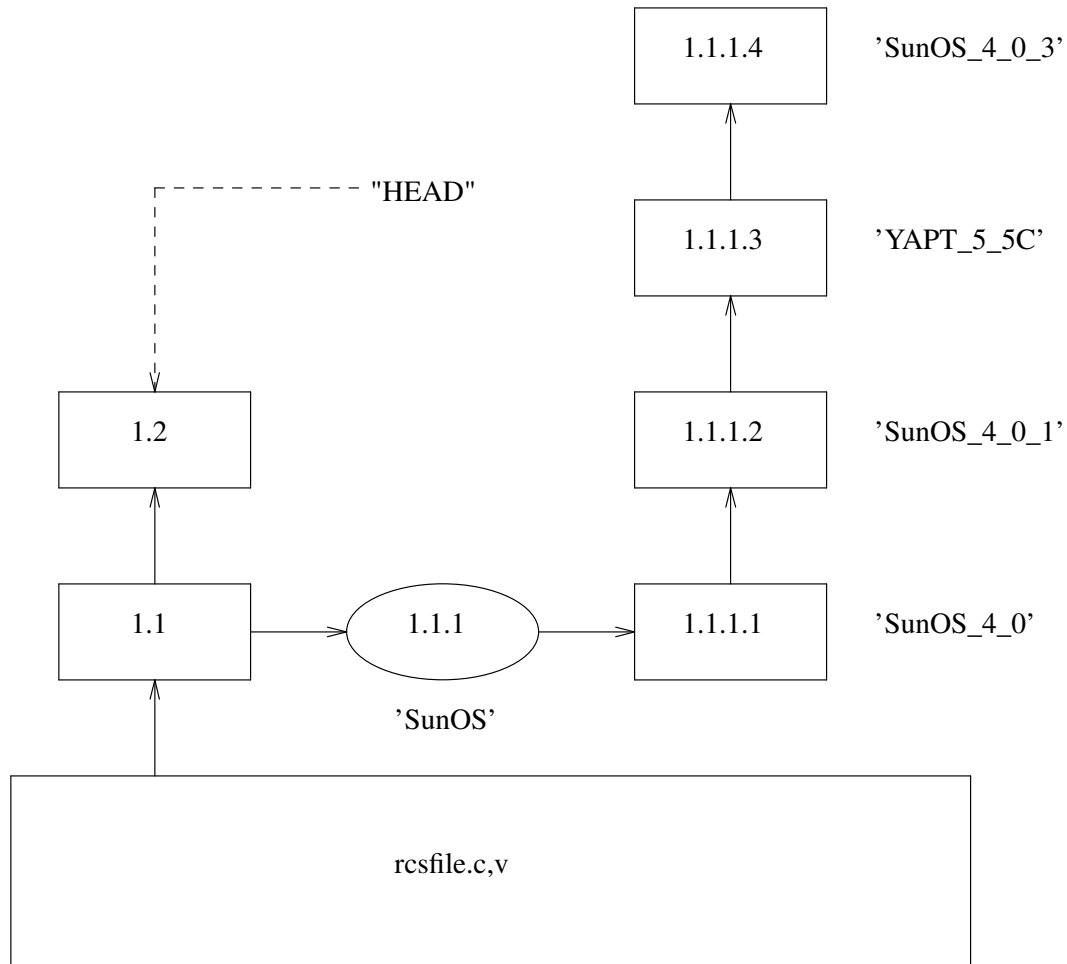 1.1.1.4 ’SunOS_4_0_3’
"HEAD"
1.1.1.3 ’YAPT_5_5C’
1.2 1.1.1.2 ’SunOS_4_0_1’
1.1 1.1.1 1.1.1.1 ’SunOS_4_0’
’SunOS’
rcsfile.c,v